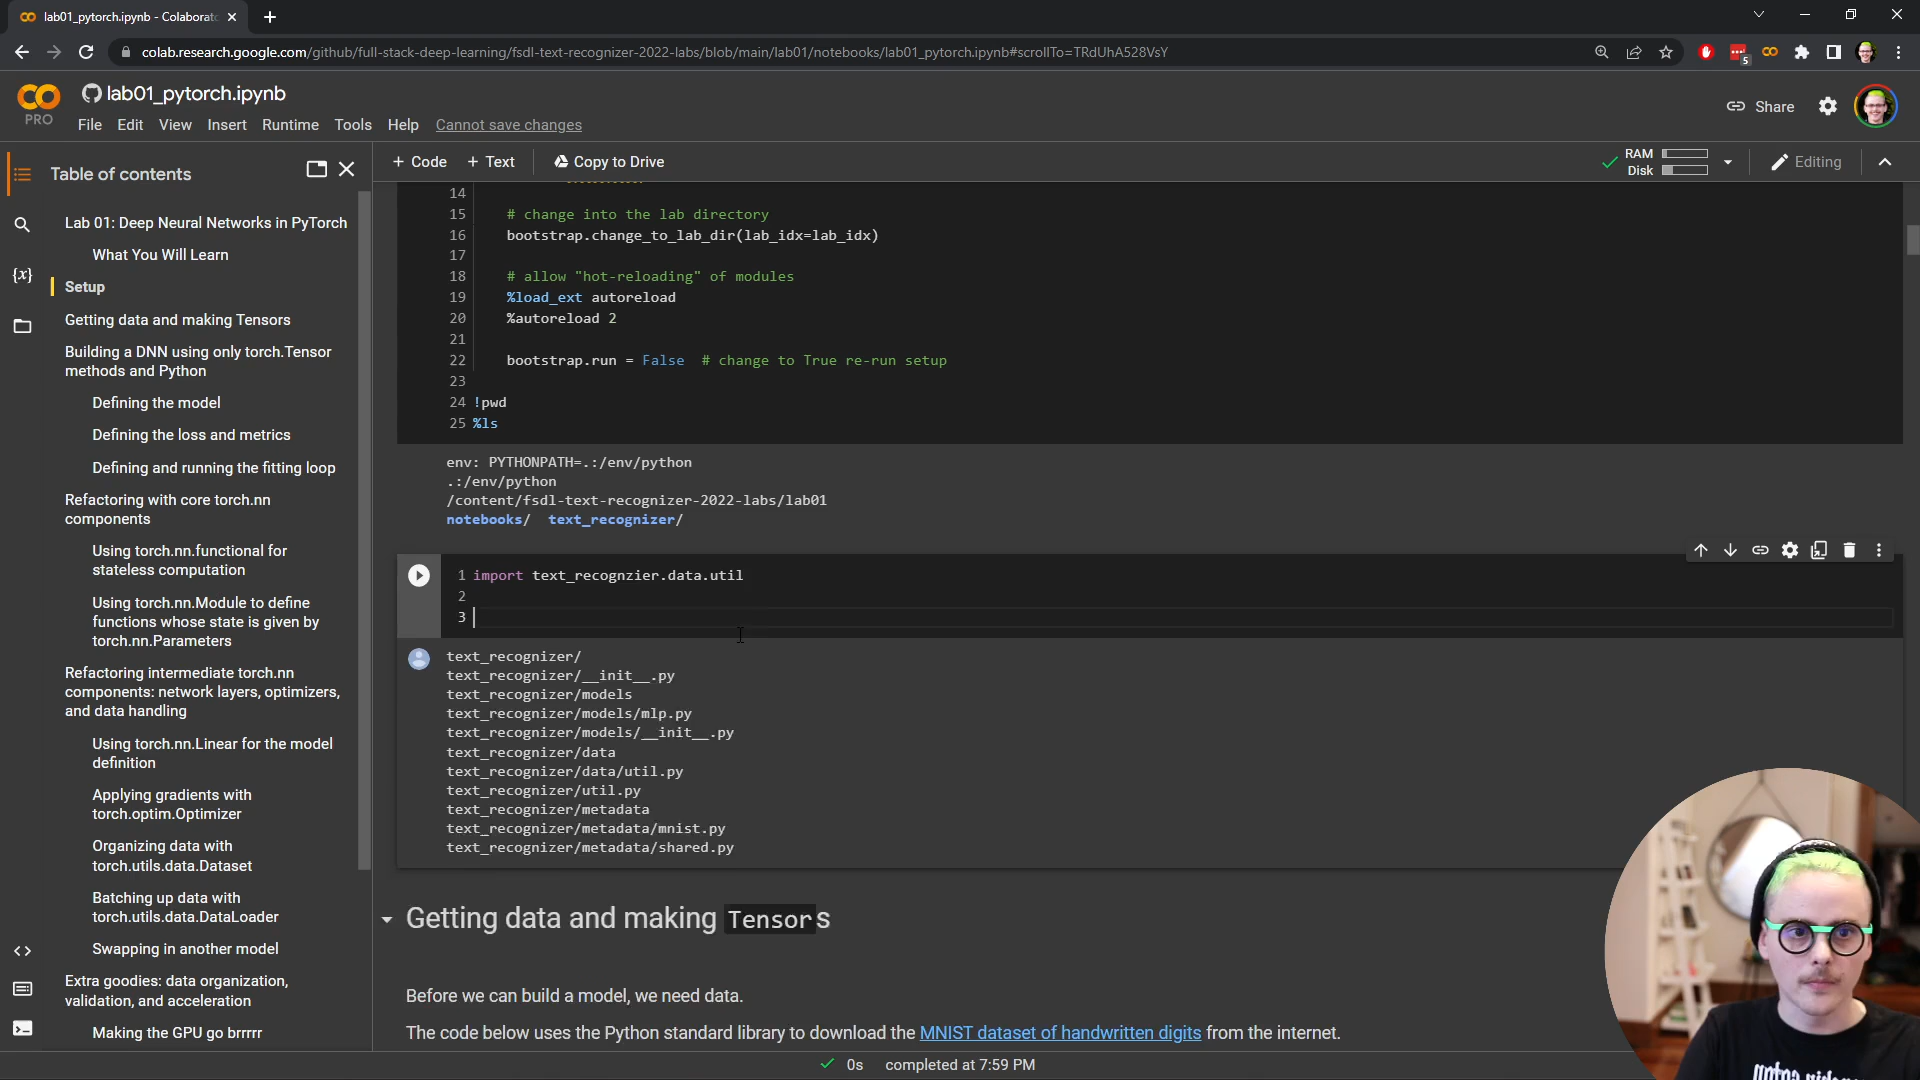 lab01_pytorch.ipynb - Colaborat
colab.research.google.com/github/full-stack-deep-learning/fsdl-text-recognizer-2022-labs/blob/main/lab01/notebooks/lab01_pytorch.ipynb#scrollTo=TRdUhA528VsY
5
PRO
lab01_pytorch.ipynb
File Edit View Insert Runtime Tools Help Cannot save changes
Share
+ Code + Text Copy to Drive
RAM
Disk
Editing
Table of contents
Lab 01: Deep Neural Networks in PyTorch
What You Will Learn
Setup
Getting data and making Tensors
Building a DNN using only torch.Tensor
methods and Python
Defining the model
Defining the loss and metrics
Defining and running the fitting loop
Refactoring with core torch.nn
components
Using torch.nn.functional for
stateless computation
Using torch.nn.Module to define
functions whose state is given by
torch.nn.Parameters
Refactoring intermediate torch.nn
components: network layers, optimizers,
and data handling
Using torch.nn.Linear for the model
definition
Applying gradients with
torch.optim.Optimizer
Organizing data with
torch.utils.data.Dataset
Batching up data with
torch.utils.data.DataLoader
Swapping in another model
Extra goodies: data organization,
validation, and acceleration
Making the GPU go brrrrr
14
15 # change into the lab directory
16 bootstrap.change_to_lab_dir(lab_idx=lab_idx)
17
18 # allow "hot-reloading" of modules
19 %load_ext autoreload
20 %autoreload 2
21
22 bootstrap.run = False # change to True re-run setup
23
24 !pwd
25 %ls
env: PYTHONPATH=.:/env/python
.:/env/python
/content/fsdl-text-recognizer-2022-labs/lab01
notebooks/ text_recognizer/
1 import text_recognzier.data.util
2
3
text_recognizer/
text_recognizer/__init__.py
text_recognizer/models
text_recognizer/models/mlp.py
text_recognizer/models/__init__.py
text_recognizer/data
text_recognizer/data/util.py
text_recognizer/util.py
text_recognizer/metadata
text_recognizer/metadata/mnist.py
text_recognizer/metadata/shared.py
Getting data and making Tensors
Before we can build a model, we need data.
The code below uses the Python standard library to download the MNIST dataset of handwritten digits from the internet.
0s completed at 7:59 PM